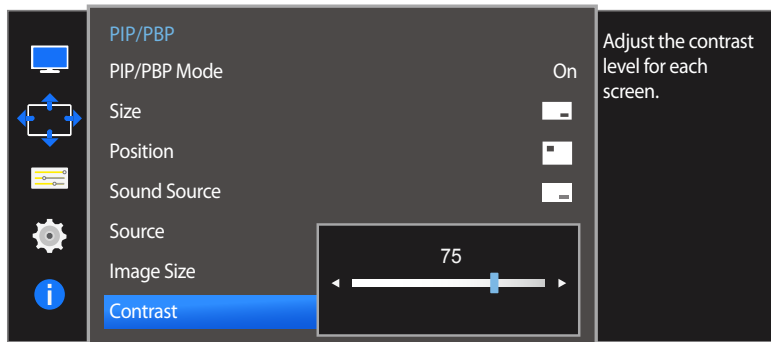 PIP/PBP
PIP/PBP Mode On
Size
Position
Sound Source
Source
Image Size
Contrast
75
Adjust the contrast
level for each
screen.